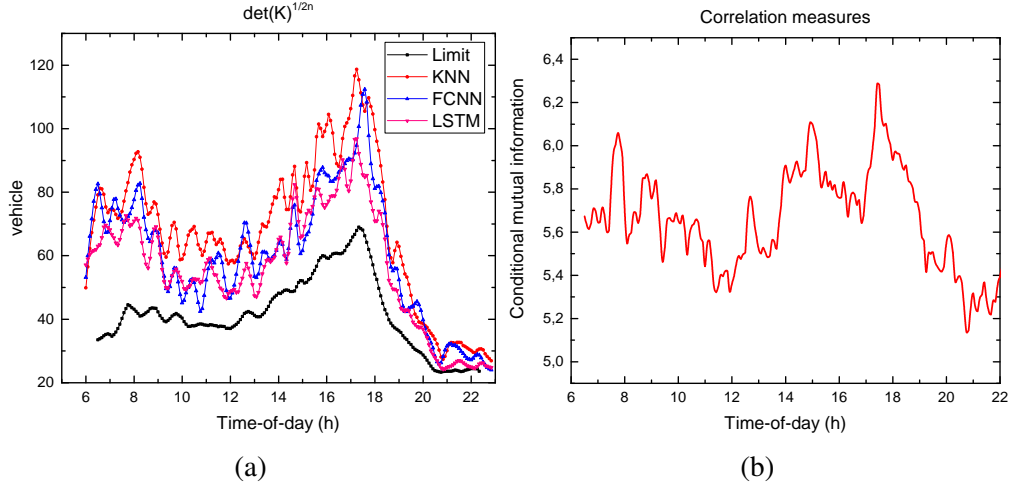 det(K)^1/2n
Limit
KNN
FCNN
LSTM
vehicle
120
100
80
60
40
20
6 8 10 12 14 16 18 20 22
Time-of-day (h)
(a)
Correlation measures
Conditional mutual information
6,4
6,2
6,0
5,8
5,6
5,4
5,2
5,0
6 8 10 12 14 16 18 20 22
Time-of-day (h)
(b)